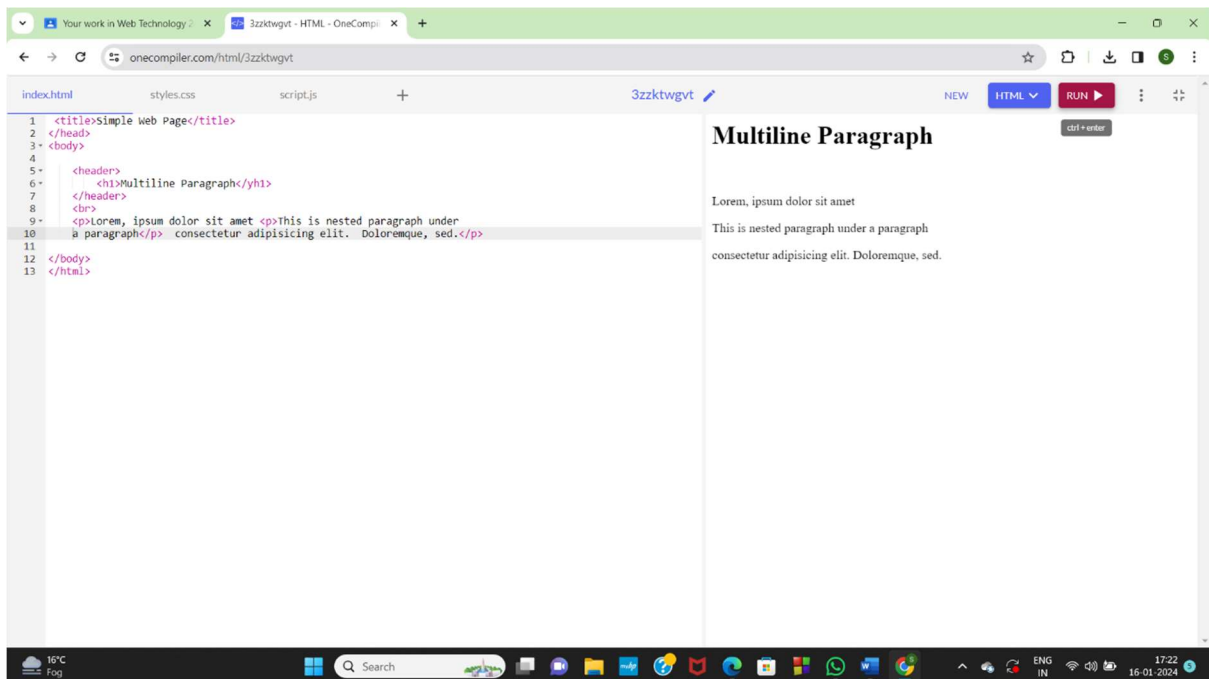 Your work in Web Technology 2
3zzktwgvt - HTML - OneCompil
onecompiler.com/html/3zzktwgvt
S
index.html
styles.css
script.js
3zzktwgvt
NEW
HTML
RUN
ctrl + enter
1 <title>Simple Web Page</title>
2 </head>
3 <body>
4
5 <header>
6 <h1>Multiline Paragraph</yh1>
7 </header>
8 <br>
9 <p>Lorem, ipsum dolor sit amet <p>This is nested paragraph under
10 a paragraph</p> consectetur adipisicing elit. Doloremque, sed.</p>
11
12 </body>
13 </html>
Multiline Paragraph
Lorem, ipsum dolor sit amet
This is nested paragraph under a paragraph
consectetur adipisicing elit. Doloremque, sed.
16°C
Fog
Search
ENG
IN
17:22
16-01-2024